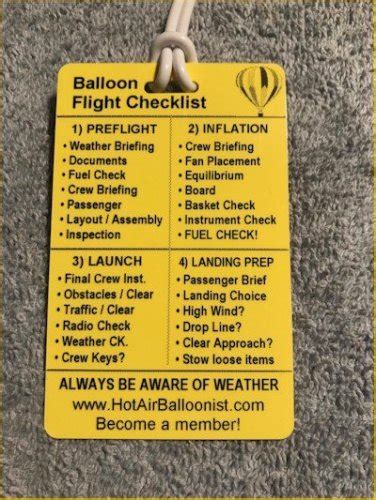 Balloon
Flight Checklist
1) PREFLIGHT
• Weather Briefing
• Documents
• Fuel Check
• Crew Briefing
• Passenger
• Layout / Assembly
• Inspection
2) INFLATION
• Crew Briefing
• Fan Placement
• Equilibrium
• Board
• Basket Check
• Instrument Check
• FUEL CHECK!
3) LAUNCH
• Final Crew Inst.
• Obstacles / Clear
• Traffic / Clear
• Radio Check
• Weather CK.
• Crew Keys?
4) LANDING PREP
• Passenger Brief
• Landing Choice
• High Wind?
• Drop Line?
• Clear Approach?
• Stow loose items
ALWAYS BE AWARE OF WEATHER
www.HotAirBalloonist.com
Become a member!